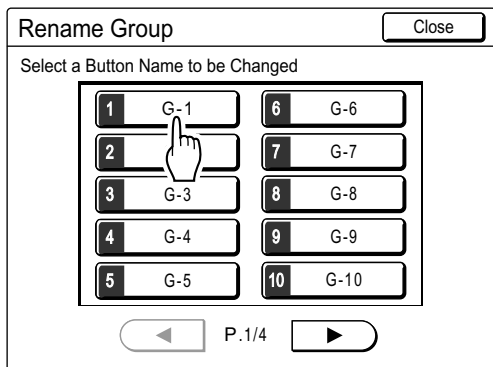 Rename Group
Close
Select a Button Name to be Changed
1 G-1
2
3 G-3
4 G-4
5 G-5
6 G-6
7 G-7
8 G-8
9 G-9
10 G-10
P.1/4